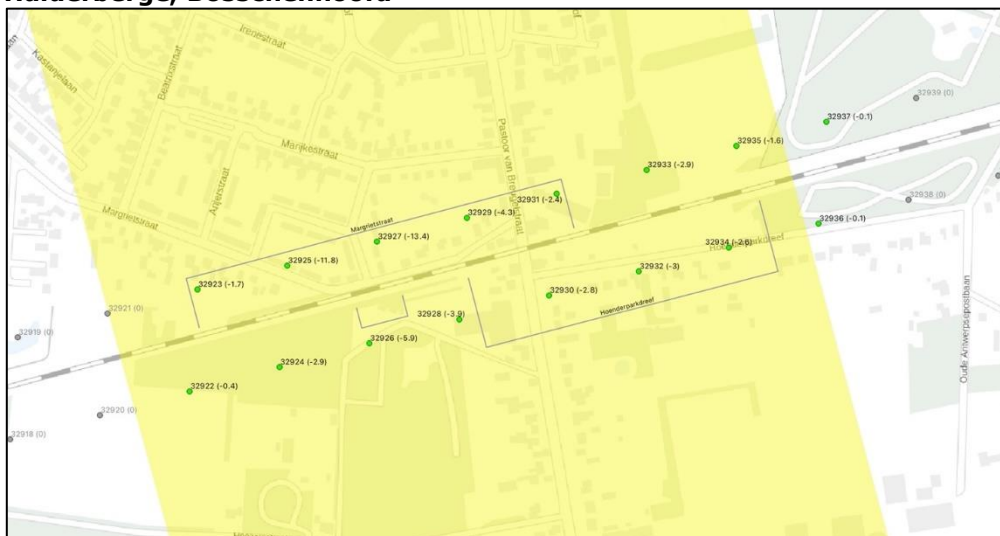 Halderberge, Bosschenhoofd
Irenestraat
Kastanjelaan
Beatrixstraat
32939 (0)
32937 (-0.1)
Marijkestraat
Pastoor van Breugelstraat
32935 (-1.6)
32933 (-2.9)
Anjerstraat
32931 (-2.4)
32938 (0)
Margrietstraat
Margrietstraat
32929 (-4.3)
32936 (-0.1)
32927 (-13.4)
32934 (-2.6)
Hoenderparkdreef
32925 (-11.8)
32932 (-3)
32923 (-1.7)
32930 (-2.8)
32921 (0)
Hoenderparkdreef
32928 (-3.9)
32919 (0)
32926 (-5.9)
Oude Antwerpsepostbaan
32924 (-2.9)
32922 (-0.4)
32920 (0)
32918 (0)